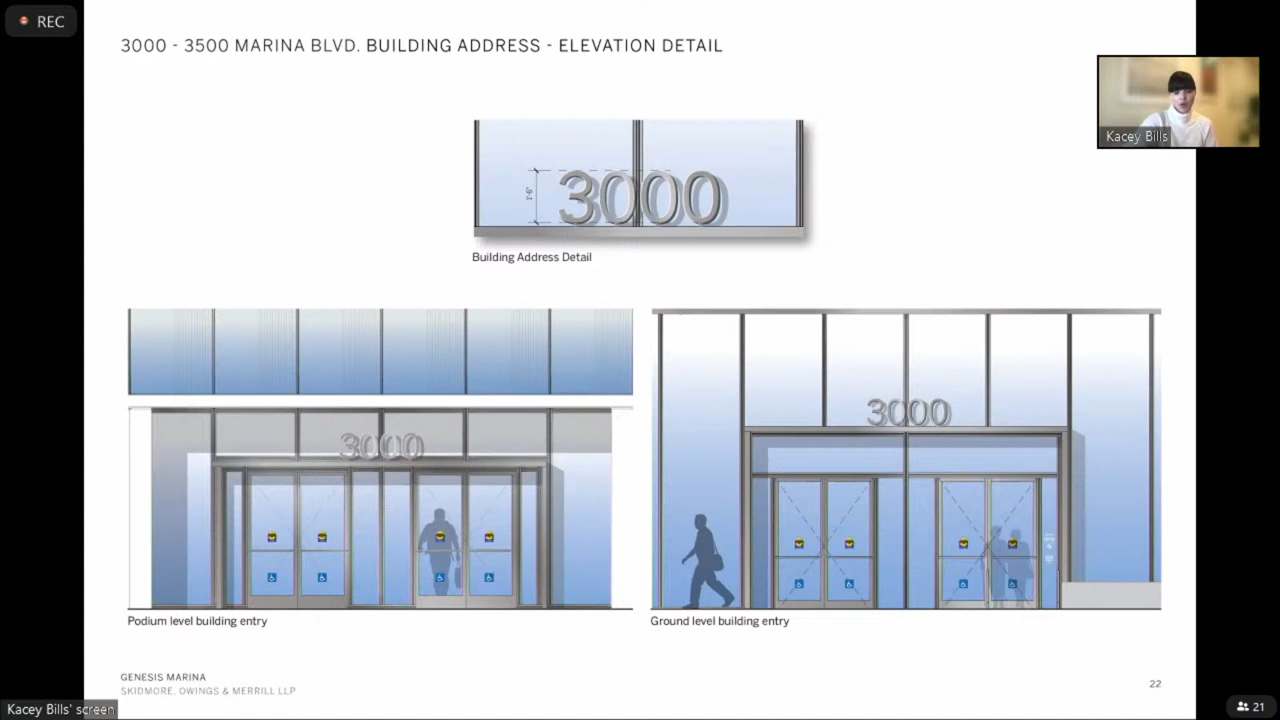 REC
3000 - 3500 MARINA BLVD. BUILDING ADDRESS - ELEVATION DETAIL
Kacey Bills
3000
Building Address Detail
3000
3000
Podium level building entry
Ground level building entry
GENESIS MARINA
SKIDMORE, OWINGS & MERRILL LLP
22
Kacey Bills' screen
21